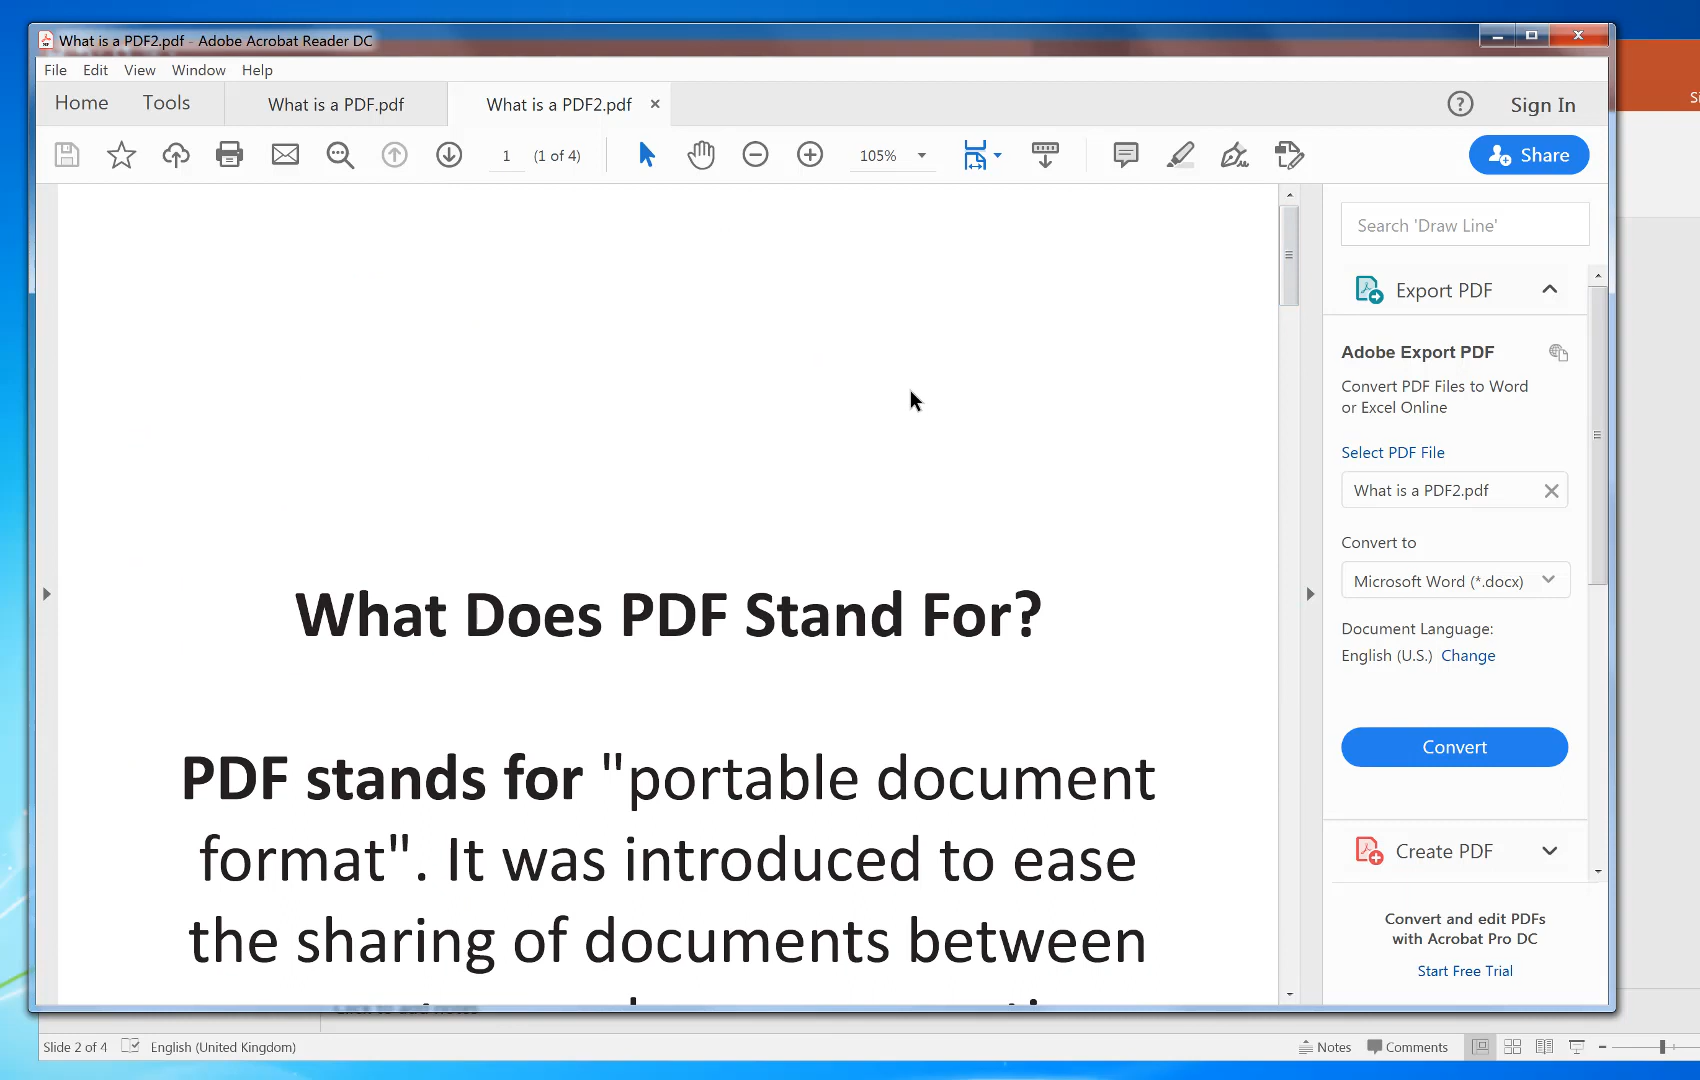 What is a PDF2.pdf - Adobe Acrobat Reader DC
File Edit View Window Help
Home Tools What is a PDF.pdf What is a PDF2.pdf × ? Sign In
1 (1 of 4) 105% Share
Search 'Draw Line'
Export PDF
Adobe Export PDF
Convert PDF Files to Word
or Excel Online
Select PDF File
What is a PDF2.pdf
Convert to
Microsoft Word (*.docx)
Document Language:
English (U.S.) Change
Convert
Create PDF
Convert and edit PDFs
with Acrobat Pro DC
Start Free Trial
What Does PDF Stand For?
PDF stands for "portable document
format". It was introduced to ease
the sharing of documents between
Click to add notes
Slide 2 of 4 English (United Kingdom) Notes Comments